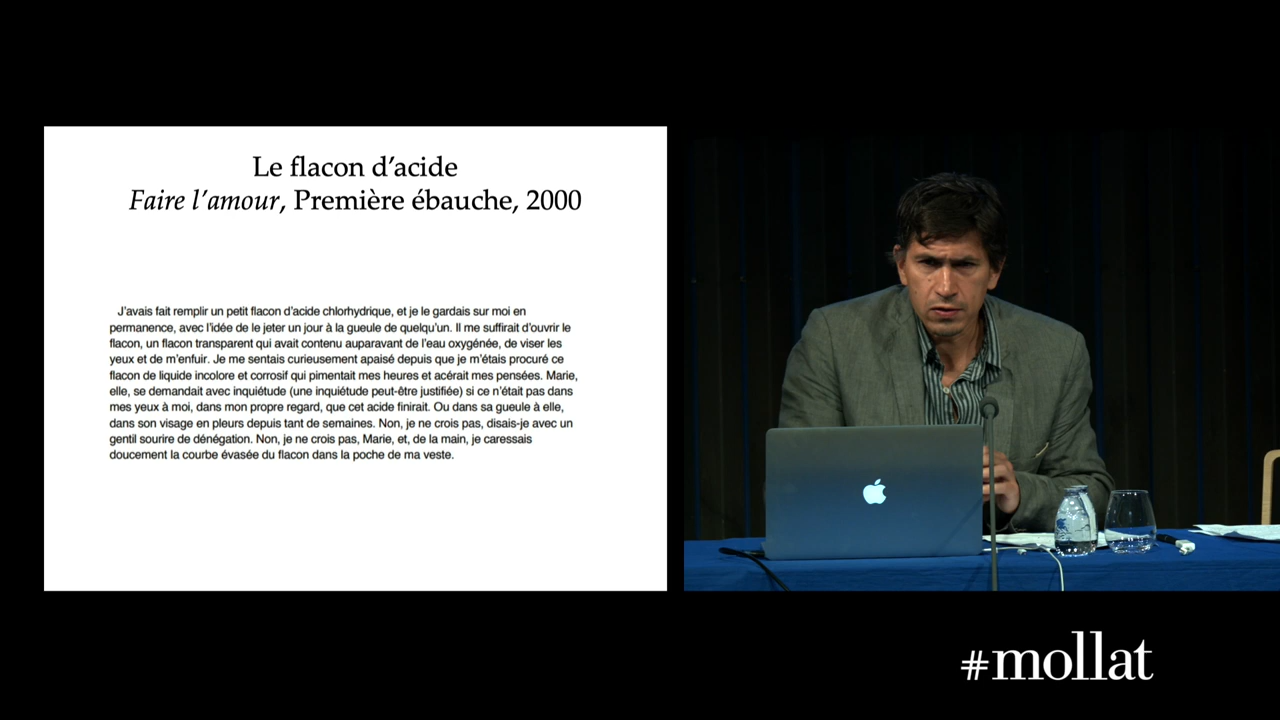 Le flacon d'acide
Faire l'amour, Première ébauche, 2000
J'avais fait remplir un petit flacon d'acide chlorhydrique, et je le gardais sur moi en
permanence, avec l'idée de le jeter un jour à la gueule de quelqu'un. Il me suffirait d'ouvrir le
flacon, un flacon transparent qui avait contenu auparavant de l'eau oxygénée, de viser les
yeux et de m'enfuir. Je me sentais curieusement apaisé depuis que je m'étais procuré ce
flacon de liquide incolore et corrosif qui pimentait mes heures et acérait mes pensées. Marie,
elle, se demandait avec inquiétude (une inquiétude peut-être justifiée) si ce n'était pas dans
mes yeux à moi, dans mon propre regard, que cet acide finirait. Ou dans sa gueule à elle,
dans son visage en pleurs depuis tant de semaines. Non, je ne crois pas, disais-je avec un
gentil sourire de dénégation. Non, je ne crois pas, Marie, et, de la main, je caressais
doucement la courbe évasée du flacon dans la poche de ma veste.
#mollat